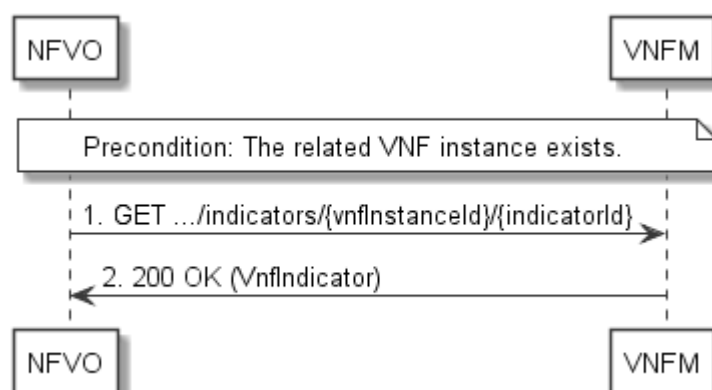 NFVO VNFM
Precondition: The related VNF instance exists.
1. GET .../indicators/{vnfInstanceId}/{indicatorId}
2. 200 OK (VnfIndicator)
NFVO VNFM